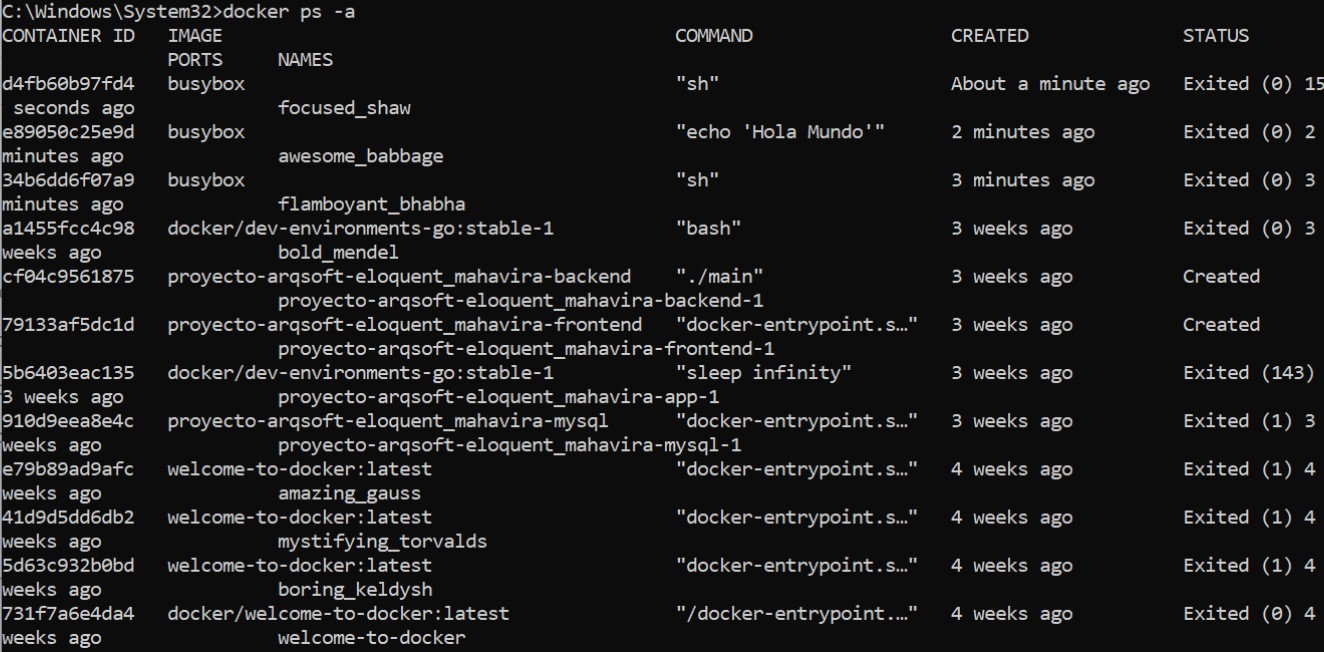 C:\Windows\System32>docker ps -a
CONTAINER ID   IMAGE                                         COMMAND                  CREATED              STATUS
               PORTS     NAMES
d4fb60b97fd4   busybox                                       "sh"                     About a minute ago   Exited (0) 15
 seconds ago             focused_shaw
e89050c25e9d   busybox                                       "echo 'Hola Mundo'"      2 minutes ago        Exited (0) 2
minutes ago              awesome_babbage
34b6dd6f07a9   busybox                                       "sh"                     3 minutes ago        Exited (0) 3
minutes ago              flamboyant_bhabha
a1455fcc4c98   docker/dev-environments-go:stable-1           "bash"                   3 weeks ago          Exited (0) 3
weeks ago                bold_mendel
cf04c9561875   proyecto-arqsoft-eloquent_mahavira-backend    "./main"                 3 weeks ago          Created
                         proyecto-arqsoft-eloquent_mahavira-backend-1
79133af5dc1d   proyecto-arqsoft-eloquent_mahavira-frontend   "docker-entrypoint.s…"   3 weeks ago          Created
                         proyecto-arqsoft-eloquent_mahavira-frontend-1
5b6403eac135   docker/dev-environments-go:stable-1           "sleep infinity"         3 weeks ago          Exited (143)
3 weeks ago              proyecto-arqsoft-eloquent_mahavira-app-1
910d9eea8e4c   proyecto-arqsoft-eloquent_mahavira-mysql      "docker-entrypoint.s…"   3 weeks ago          Exited (1) 3
weeks ago                proyecto-arqsoft-eloquent_mahavira-mysql-1
e79b89ad9afc   welcome-to-docker:latest                      "docker-entrypoint.s…"   4 weeks ago          Exited (1) 4
weeks ago                amazing_gauss
41d9d5dd6db2   welcome-to-docker:latest                      "docker-entrypoint.s…"   4 weeks ago          Exited (1) 4
weeks ago                mystifying_torvalds
5d63c932b0bd   welcome-to-docker:latest                      "docker-entrypoint.s…"   4 weeks ago          Exited (1) 4
weeks ago                boring_keldysh
731f7a6e4da4   docker/welcome-to-docker:latest               "/docker-entrypoint.…"   4 weeks ago          Exited (0) 4
weeks ago                welcome-to-docker